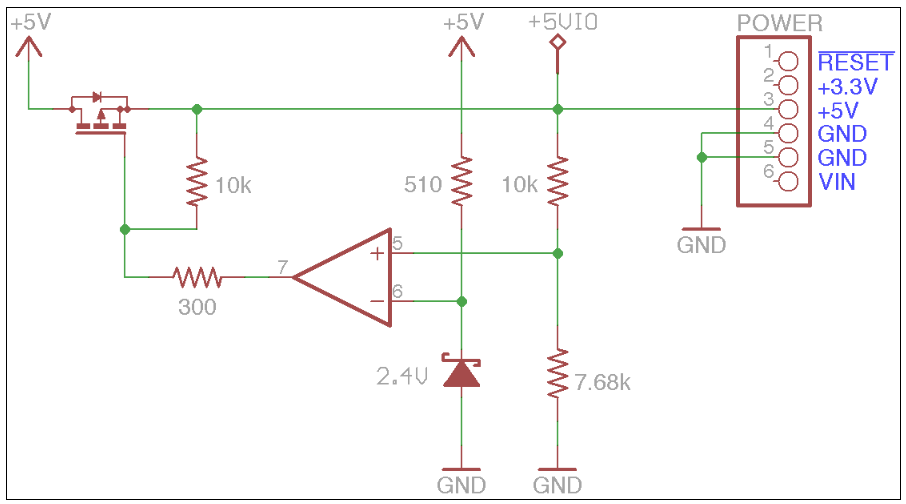 +5V
+5V
+5VIO
POWER
1
RESET
2
+3.3V
3
+5V
4
GND
5
GND
6
VIN
10k
510
10k
GND
5
+
7
6
−
300
2.4V
7.68k
GND
GND